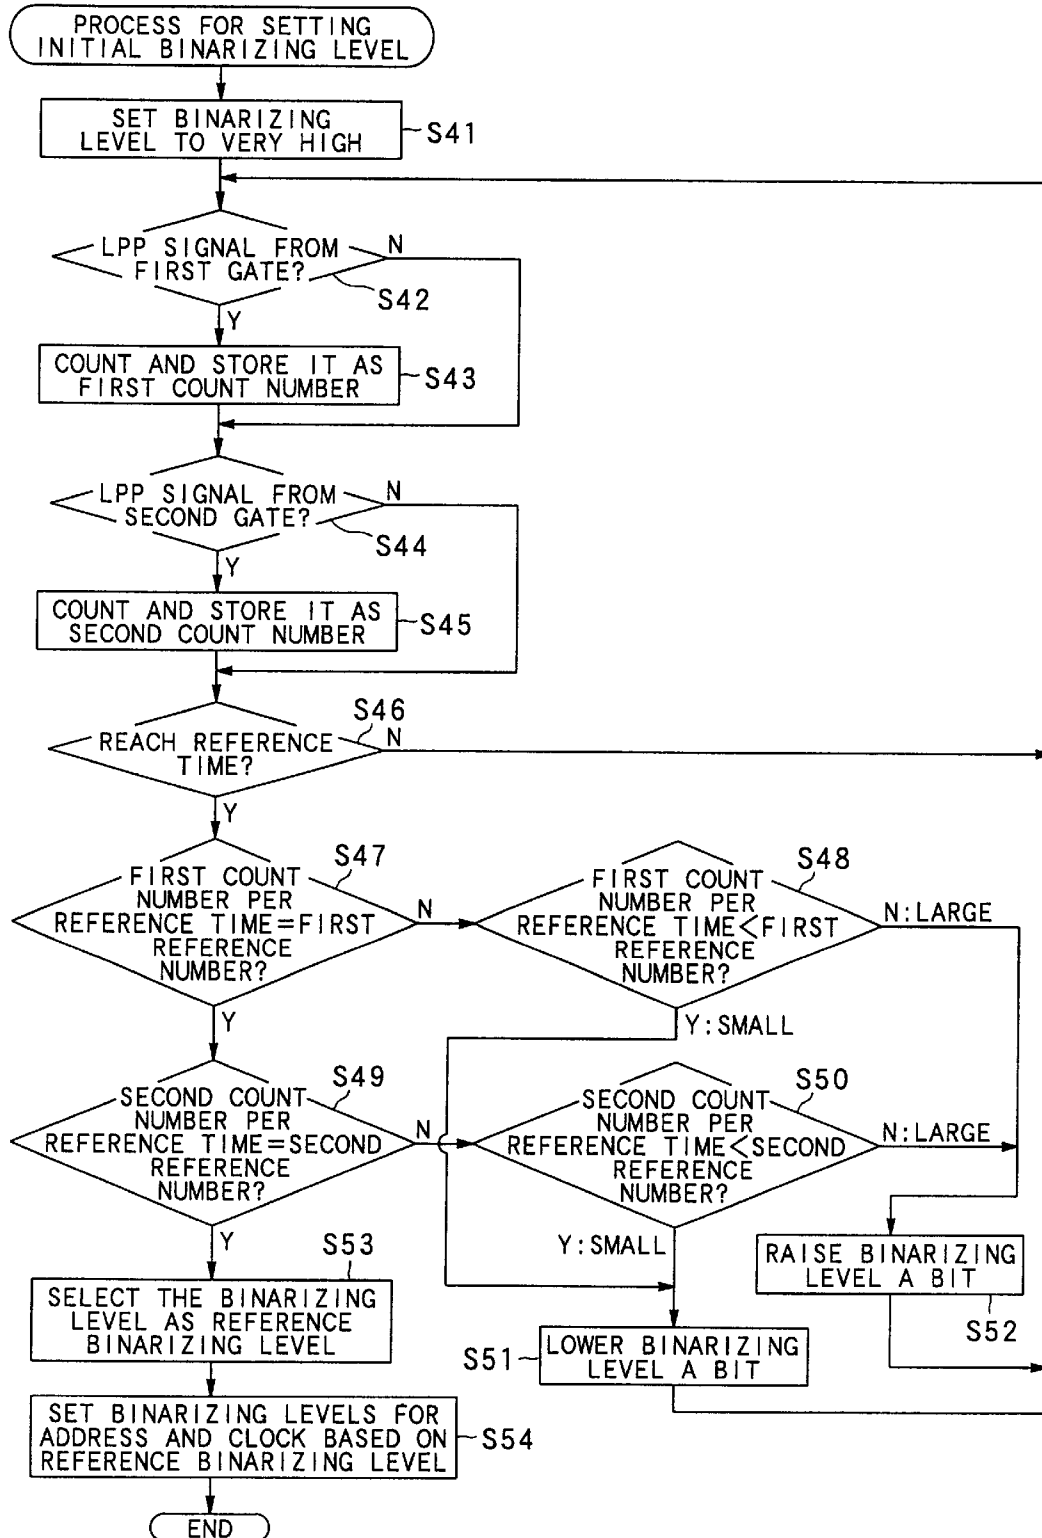 PROCESS FOR SETTING
INITIAL BINARIZING LEVEL
SET BINARIZING
LEVEL TO VERY HIGH
S41
LPP SIGNAL FROM
FIRST GATE?
N
S42
Y
COUNT AND STORE IT AS
FIRST COUNT NUMBER
S43
LPP SIGNAL FROM
SECOND GATE?
N
S44
Y
COUNT AND STORE IT AS
SECOND COUNT NUMBER
S45
S46
REACH REFERENCE
TIME?
N
Y
S47
FIRST COUNT
NUMBER PER
REFERENCE TIME=FIRST
REFERENCE
NUMBER?
N
Y
S48
FIRST COUNT
NUMBER PER
REFERENCE TIME<FIRST
REFERENCE
NUMBER?
N:LARGE
Y:SMALL
S49
SECOND COUNT
NUMBER PER
REFERENCE TIME=SECOND
REFERENCE
NUMBER?
N
Y
S50
SECOND COUNT
NUMBER PER
REFERENCE TIME<SECOND
REFERENCE
NUMBER?
N:LARGE
Y:SMALL
RAISE BINARIZING
LEVEL A BIT
S52
S53
SELECT THE BINARIZING
LEVEL AS REFERENCE
BINARIZING LEVEL
S51
LOWER BINARIZING
LEVEL A BIT
SET BINARIZING LEVELS FOR
ADDRESS AND CLOCK BASED ON
REFERENCE BINARIZING LEVEL
S54
END